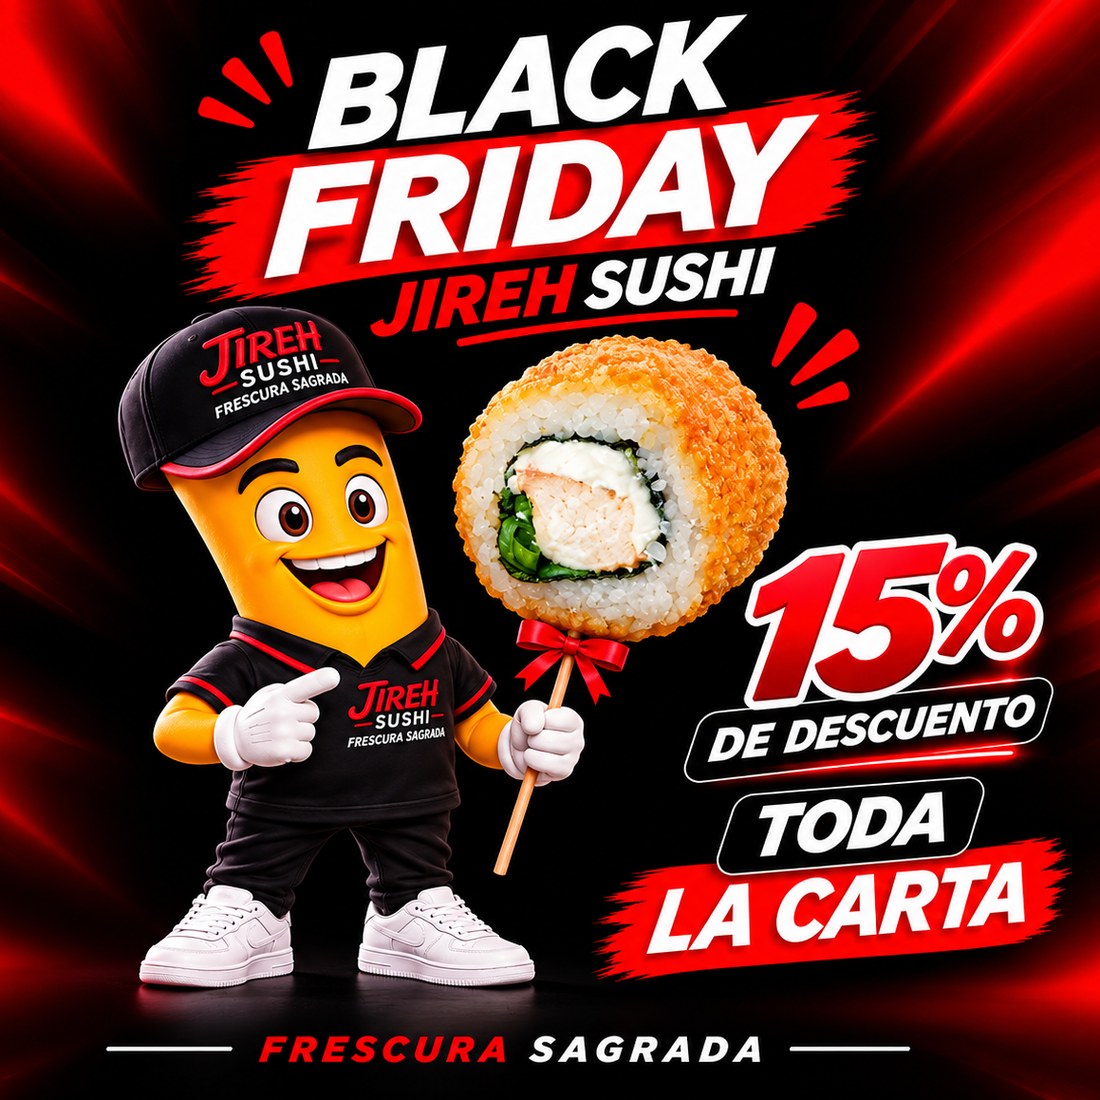 BLACK
FRIDAY
JIREH SUSHI
JIREH
SUSHI
FRESCURA SAGRADA
15%
DE DESCUENTO
JIREH
SUSHI
FRESCURA SAGRADA
TODA
LA CARTA
FRESCURA SAGRADA